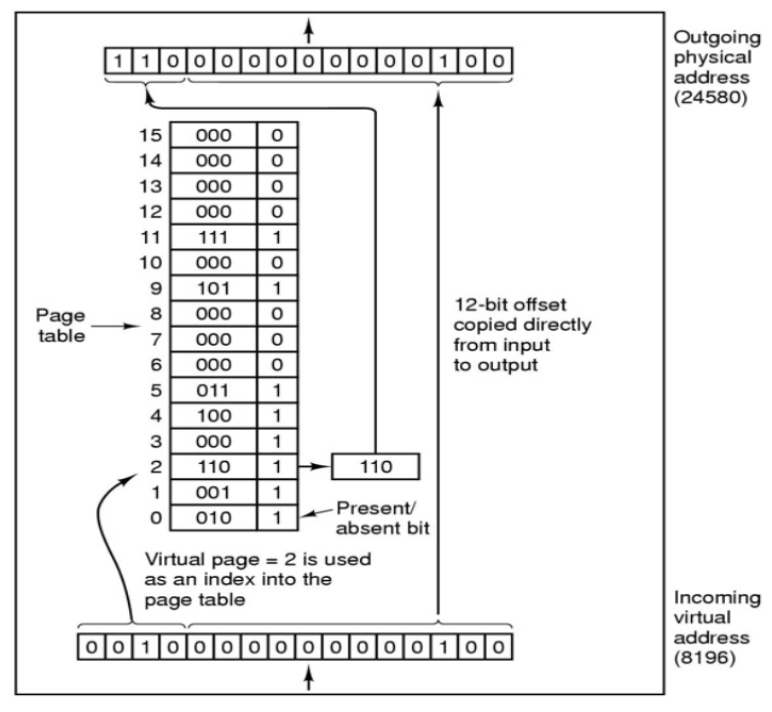 Outgoing
physical
address
(24580)
1 1 0 0 0 0 0 0 0 0 0 0 1 0 0
15 000 0
14 000 0
13 000 0
12 000 0
11 111 1
10 000 0
9 101 1
8 000 0
7 000 0
6 000 0
5 011 1
4 100 1
3 000 1
2 110 1 110
1 001 1
0 010 1
Page
table
12-bit offset
copied directly
from input
to output
Present/
absent bit
Virtual page = 2 is used
as an index into the
page table
0 0 1 0 0 0 0 0 0 0 0 0 0 1 0 0
Incoming
virtual
address
(8196)